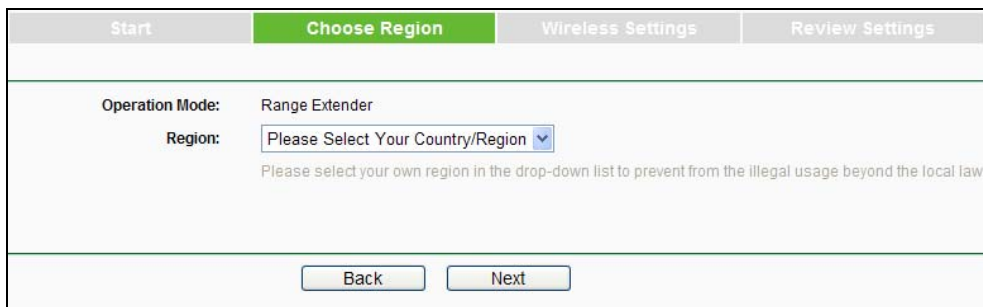 Start Choose Region Wireless Settings Review Settings
Operation Mode: Range Extender
Region: Please Select Your Country/Region
Please select your own region in the drop-down list to prevent from the illegal usage beyond the local law
Back Next